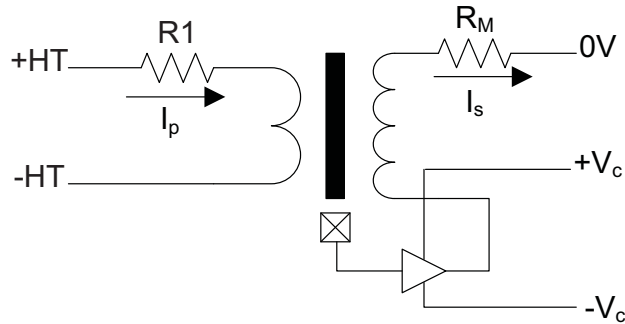 R1
R_M
+HT
0V
I_p
I_s
-HT
+V_c
-V_c